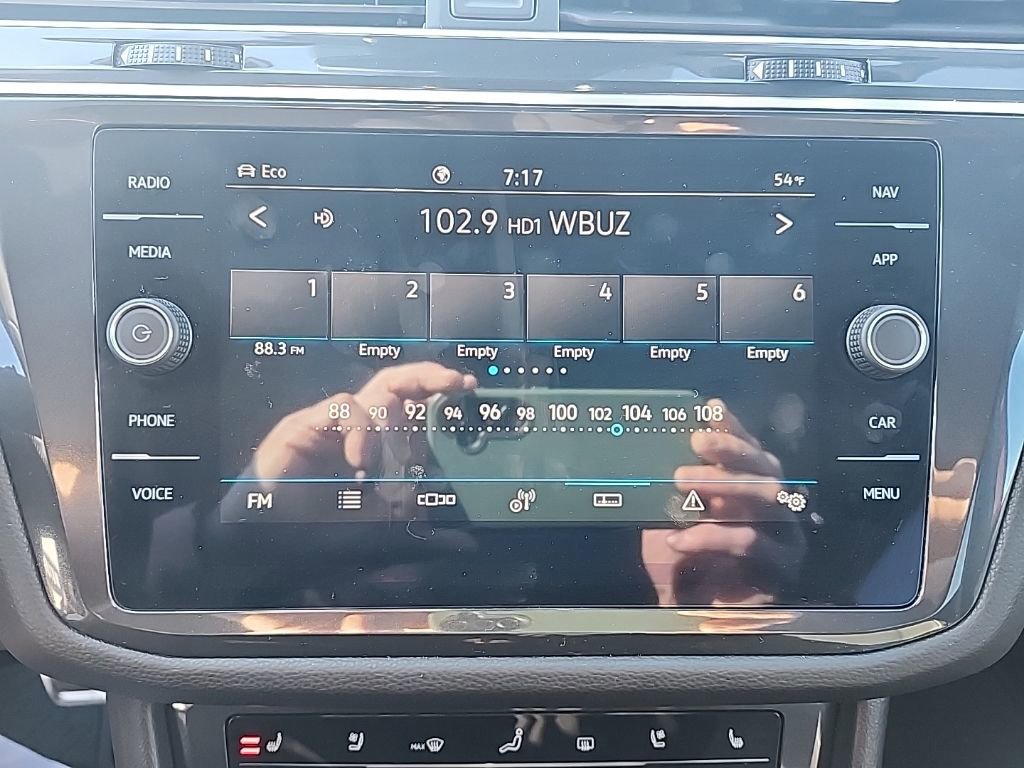 RADIO
MEDIA
PHONE
VOICE
Eco 7:17 54°F
< HD 102.9 HD1 WBUZ >
1 2 3 4 5 6
88.3 FM Empty Empty Empty Empty Empty
88 90 92 94 96 98 100 102 104 106 108
FM
NAV
APP
CAR
MENU
MAX